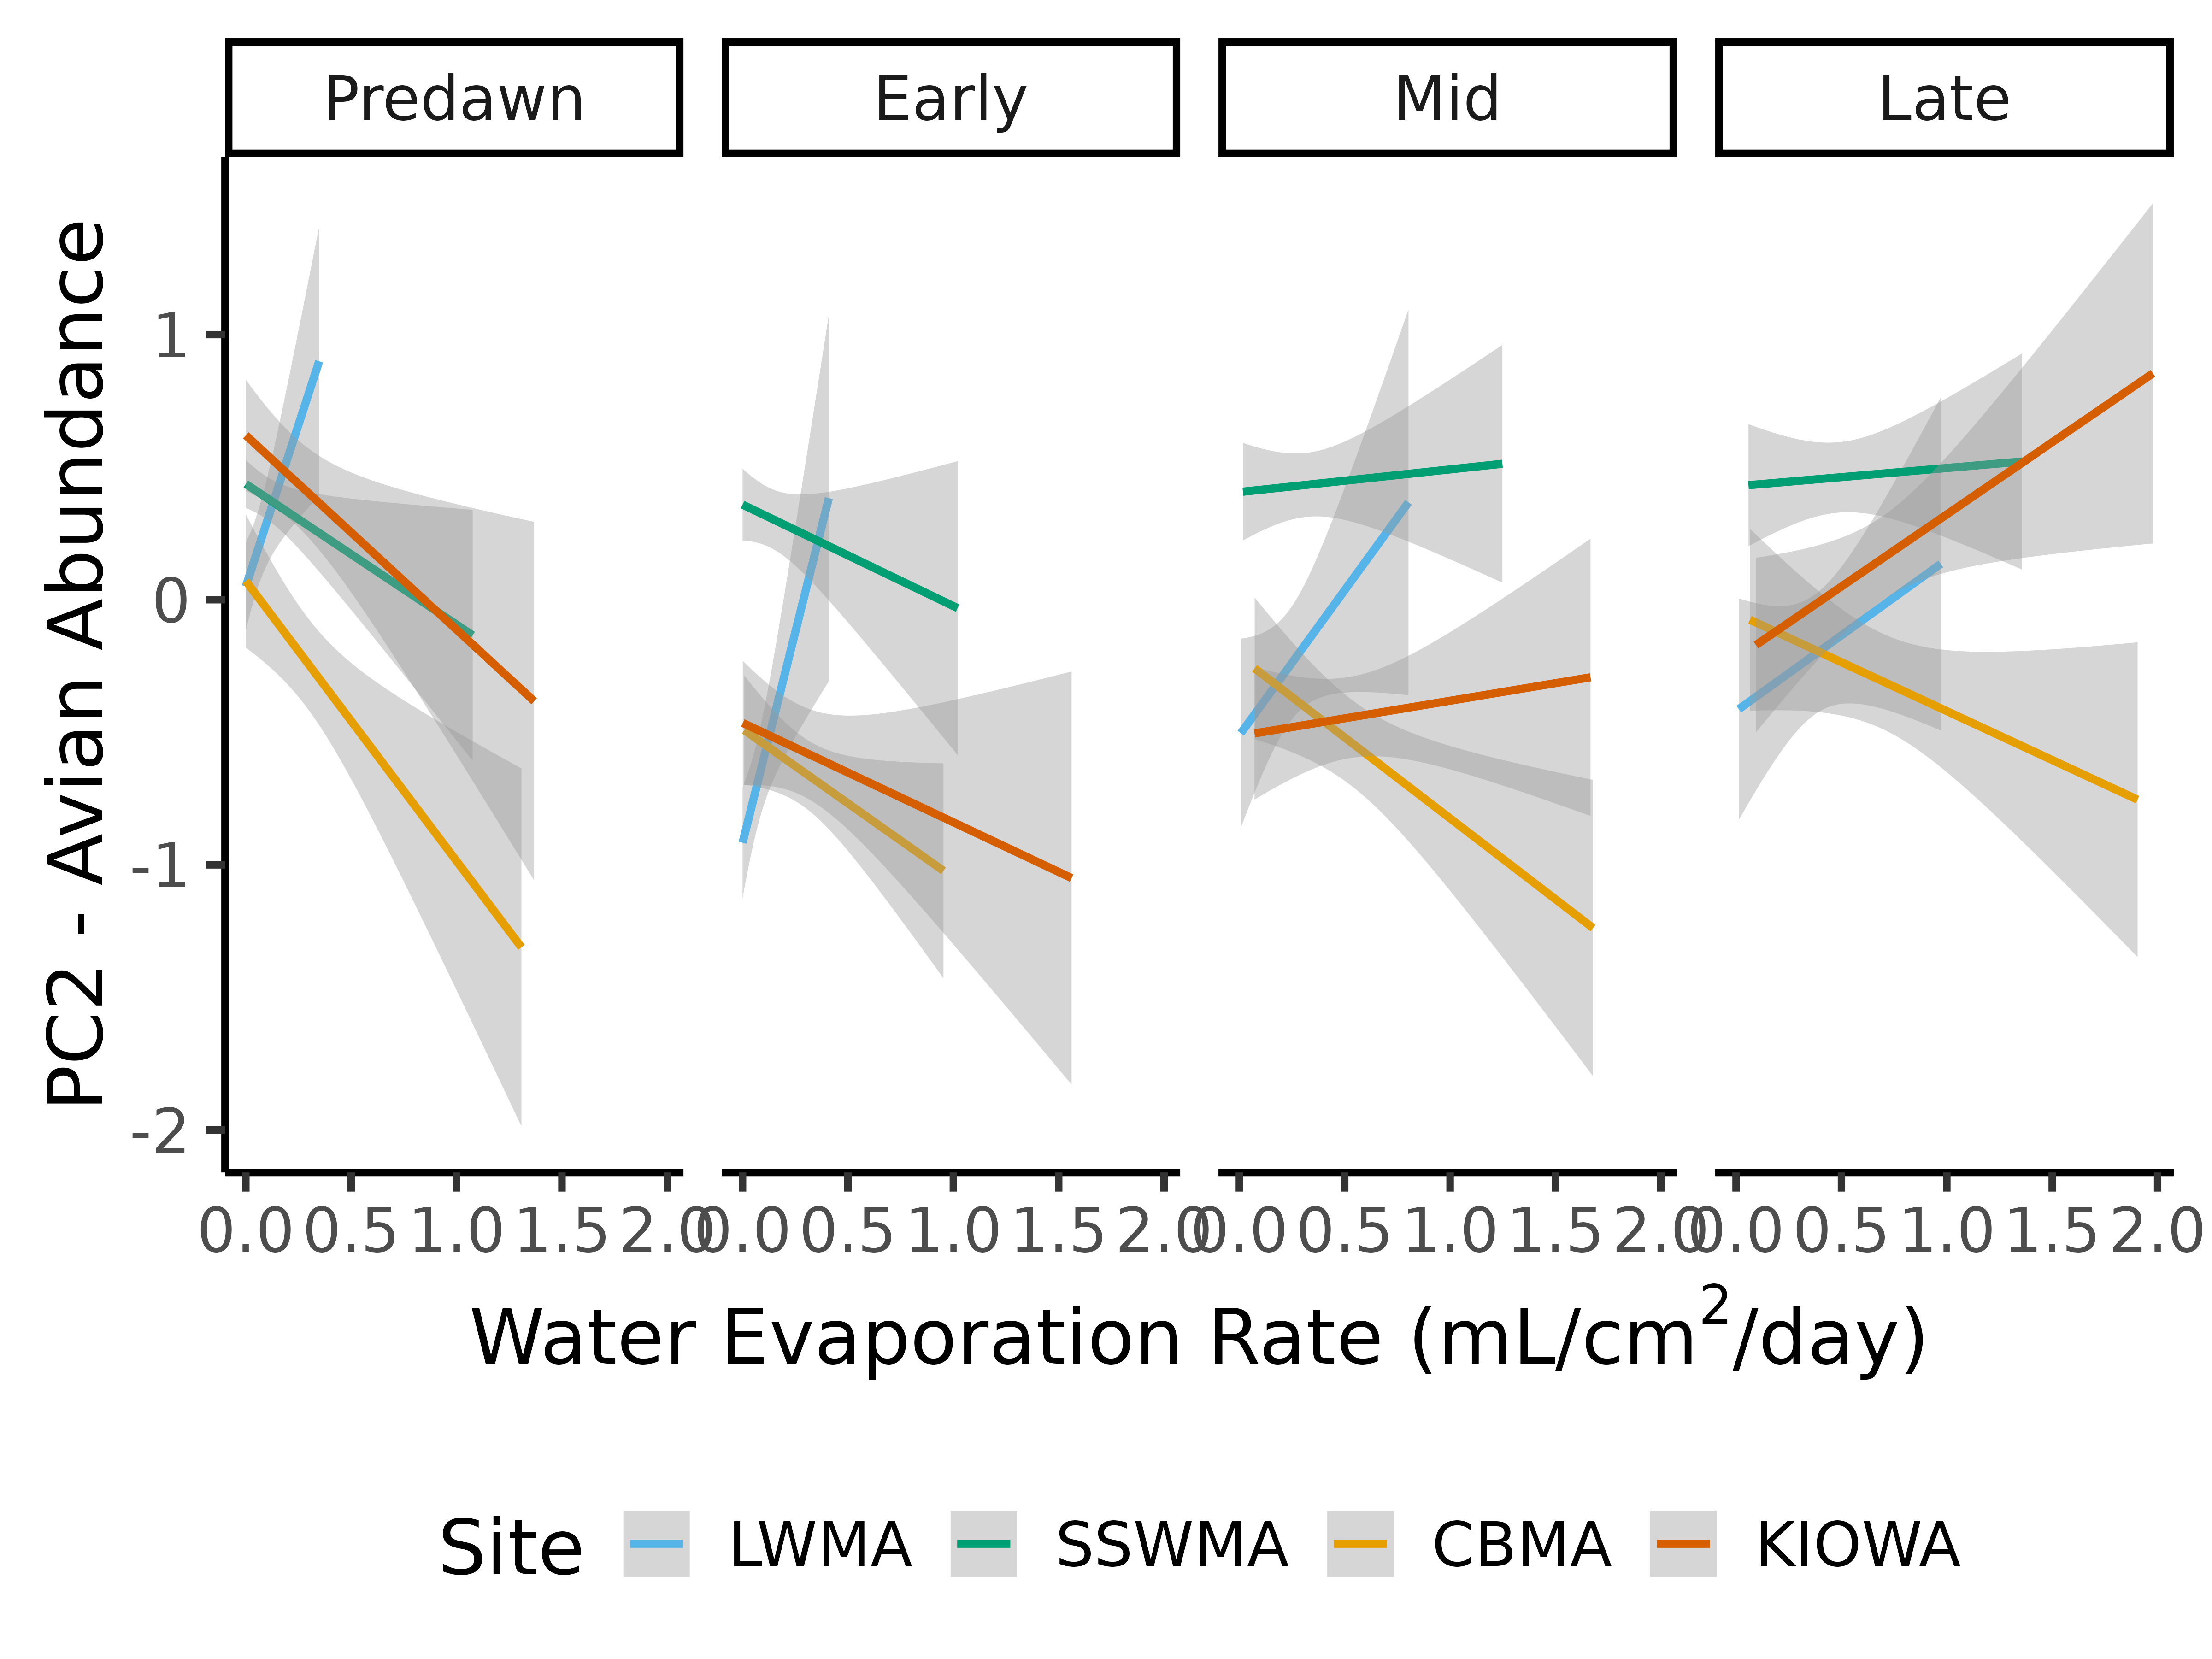 Predawn Early Mid Late
PC2 - Avian Abundance
1
0
-1
-2
0.0 0.5 1.0 1.5 2.0 0.0 0.5 1.0 1.5 2.0 0.0 0.5 1.0 1.5 2.0 0.0 0.5 1.0 1.5 2.0
Water Evaporation Rate (mL/cm²/day)
Site LWMA SSWMA CBMA KIOWA